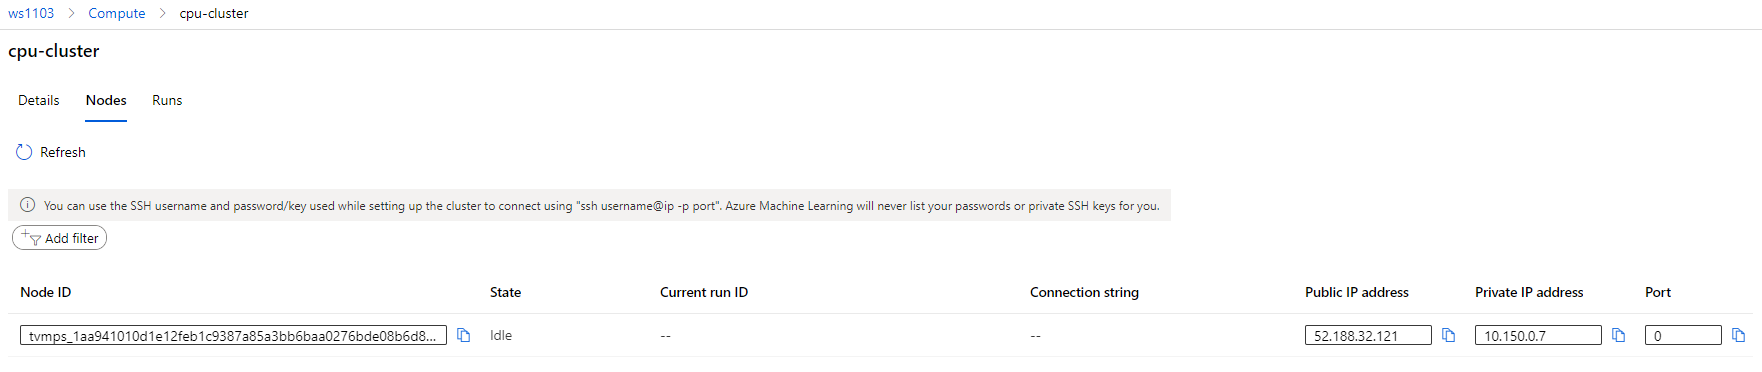 ws1103 > Compute > cpu-cluster
cpu-cluster
Details Nodes Runs
Refresh
You can use the SSH username and password/key used while setting up the cluster to connect using "ssh username@ip -p port". Azure Machine Learning will never list your passwords or private SSH keys for you.
Add filter
Node ID State Current run ID Connection string Public IP address Private IP address Port
tvmps_1aa941010d1e12feb1c9387a85a3bb6baa0276bde08b6d8... Idle -- -- 52.188.32.121 10.150.0.7 0